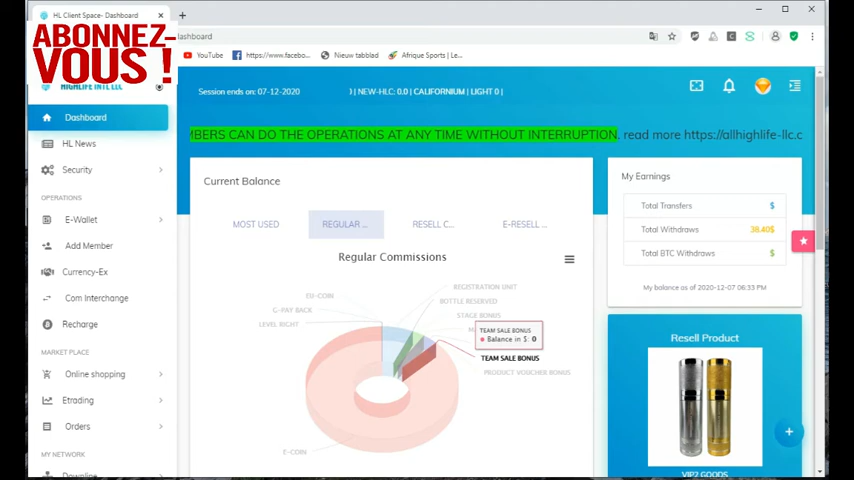 HL Client Space- Dashboard
dashboard
YouTube
https://www.facebo...
Nieuw tabblad
Afrique Sports | Le...
ABONNEZ-
VOUS !
HIGHLIFE INT'L LLC
Session ends on: 07-12-2020
) | NEW-HLC: 0.0 | CALIFORNIUM | LIGHT 0 |
MBERS CAN DO THE OPERATIONS AT ANY TIME WITHOUT INTERRUPTION, read more https://allhighlife-llc.c
Dashboard
HL News
Security
OPERATIONS
E-Wallet
Add Member
Currency-Ex
Com Interchange
Recharge
MARKET PLACE
Online shopping
Etrading
Orders
MY NETWORK
Downline
Current Balance
MOST USED
REGULAR ...
RESELL C...
E-RESELL ...
Regular Commissions
EU-COIN
G-PAY BACK
LEVEL RIGHT
REGISTRATION UNIT
BOTTLE RESERVED
STAGE BONUS
TEAM SALE BONUS
Balance in $: 0
TEAM SALE BONUS
PRODUCT VOUCHER BONUS
E-COIN
My Earnings
Total Transfers $
Total Withdraws 38.40$
Total BTC Withdraws $
My balance as of 2020-12-07 06:33 PM
Resell Product
VIP2 GOODS